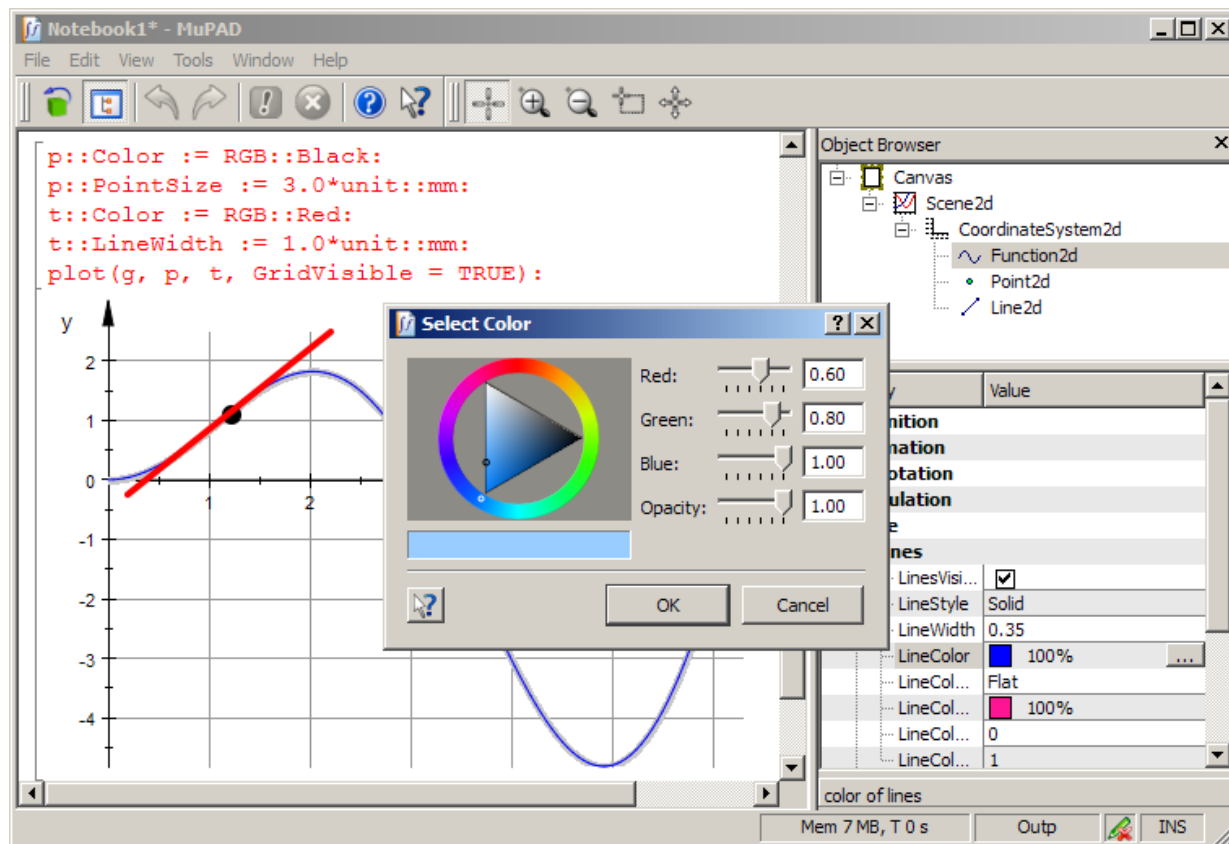 Notebook1* - MuPAD
File Edit View Tools Window Help
p::Color := RGB::Black:
p::PointSize := 3.0*unit::mm:
t::Color := RGB::Red:
t::LineWidth := 1.0*unit::mm:
plot(g, p, t, GridVisible = TRUE):
y
2
1
0
-1
-2
-3
-4
1
2
Select Color
Red: 0.60
Green: 0.80
Blue: 1.00
Opacity: 1.00
OK Cancel
Object Browser
Canvas
Scene2d
CoordinateSystem2d
Function2d
Point2d
Line2d
y Value
nition
mation
otation
ulation
e
nes
LinesVisi...
LineStyle Solid
LineWidth 0.35
LineColor 100% ...
LineCol... Flat
LineCol... 100%
LineCol... 0
LineCol... 1
color of lines
Mem 7 MB, T 0 s Outp INS